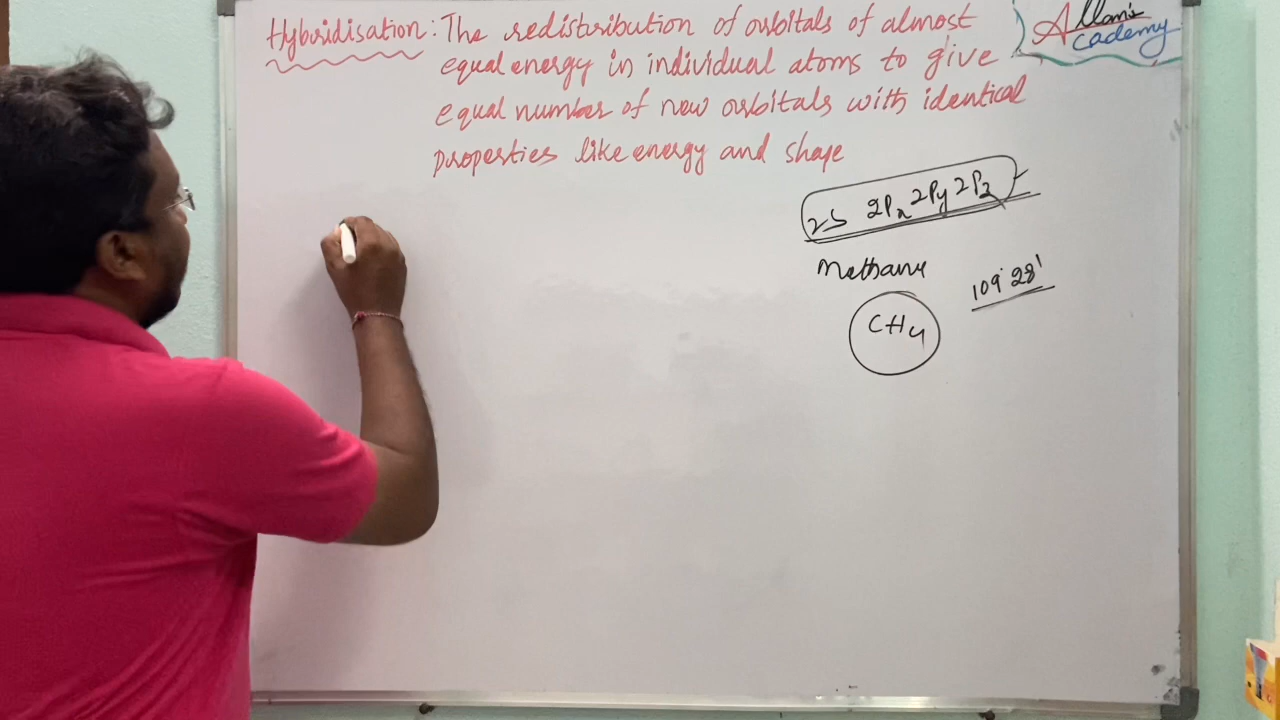 Hybridisation: The redistribution of orbitals of almost
equal energy in individual atoms to give
equal number of new orbitals with identical
properties like energy and shape
Allam's
Academy
2S 2Px 2Py 2Pz
Methane
109° 28'
CH4